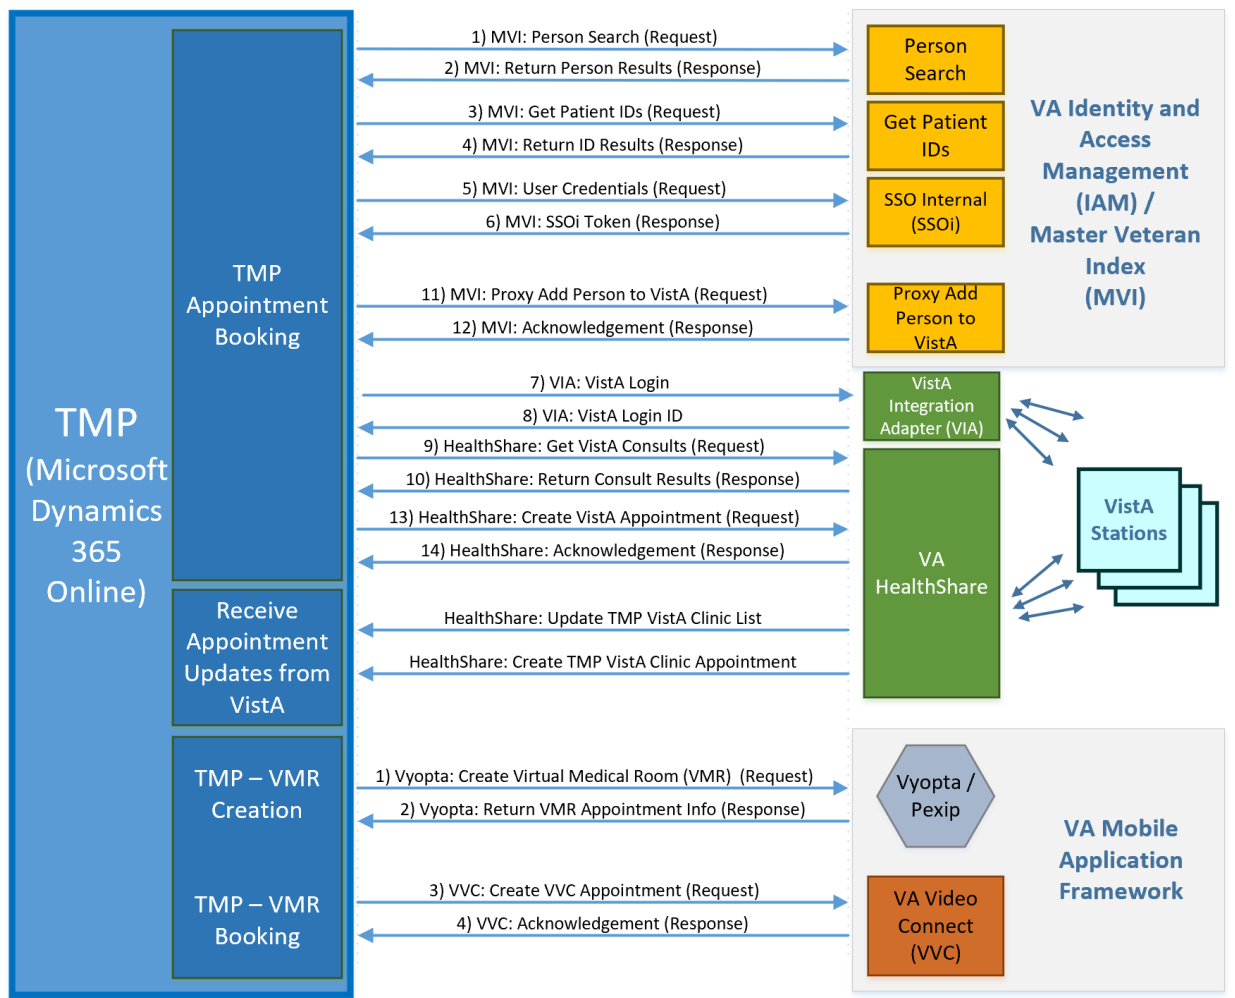 TMP
(Microsoft
Dynamics
365
Online)
TMP
Appointment
Booking
Receive
Appointment
Updates from
VistA
TMP – VMR
Creation
TMP – VMR
Booking
1) MVI: Person Search (Request)
2) MVI: Return Person Results (Response)
3) MVI: Get Patient IDs (Request)
4) MVI: Return ID Results (Response)
5) MVI: User Credentials (Request)
6) MVI: SSOi Token (Response)
11) MVI: Proxy Add Person to VistA (Request)
12) MVI: Acknowledgement (Response)
7) VIA: VistA Login
8) VIA: VistA Login ID
9) HealthShare: Get VistA Consults (Request)
10) HealthShare: Return Consult Results (Response)
13) HealthShare: Create VistA Appointment (Request)
14) HealthShare: Acknowledgement (Response)
HealthShare: Update TMP VistA Clinic List
HealthShare: Create TMP VistA Clinic Appointment
1) Vyopta: Create Virtual Medical Room (VMR) (Request)
2) Vyopta: Return VMR Appointment Info (Response)
3) VVC: Create VVC Appointment (Request)
4) VVC: Acknowledgement (Response)
Person
Search
Get Patient
IDs
SSO Internal
(SSOi)
Proxy Add
Person to
VistA
VA Identity and
Access
Management
(IAM) /
Master Veteran
Index
(MVI)
VistA
Integration
Adapter (VIA)
VA
HealthShare
VistA
Stations
Vyopta /
Pexip
VA Video
Connect
(VVC)
VA Mobile
Application
Framework